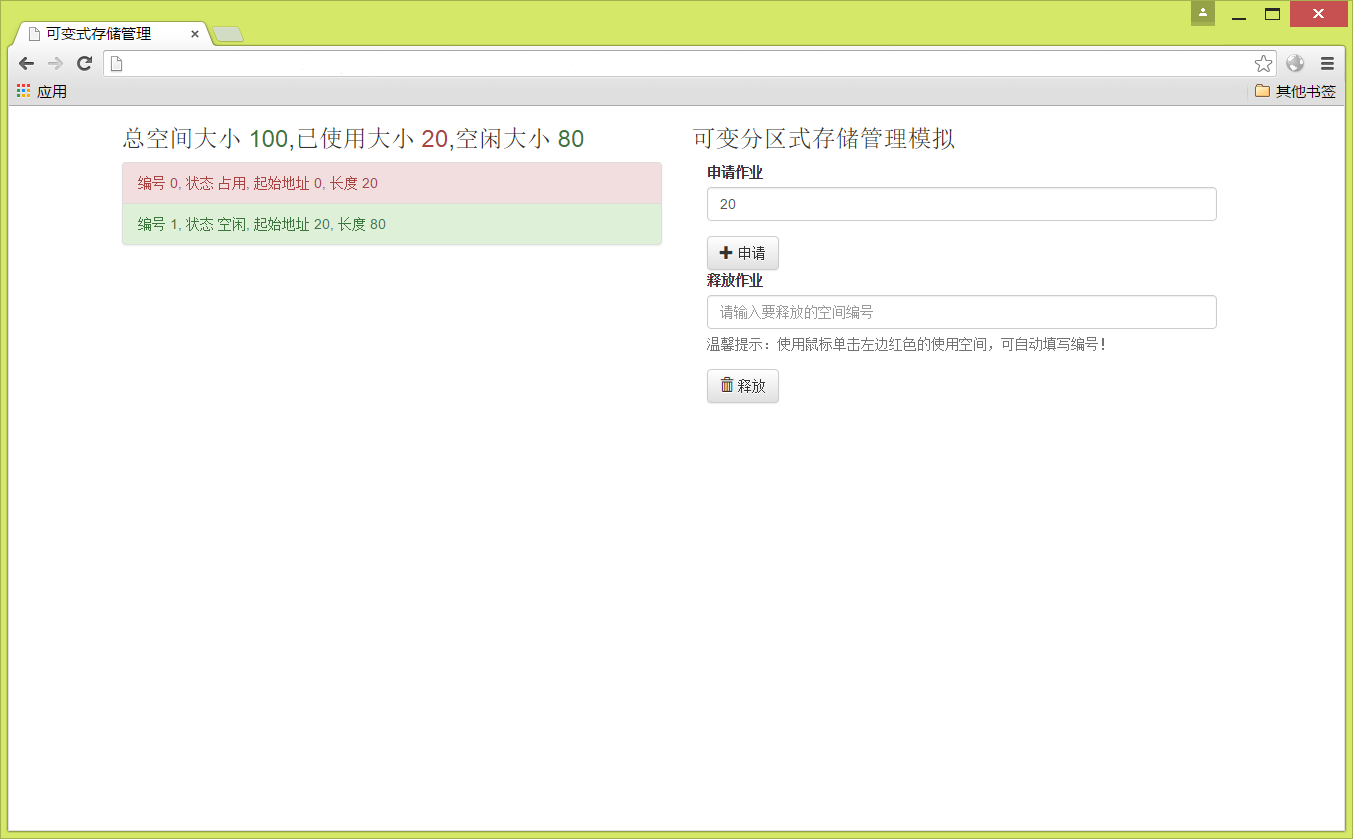 可变式存储管理
应用
其他书签
总空间大小 100,已使用大小 20,空闲大小 80
编号 0, 状态 占用, 起始地址 0, 长度 20
编号 1, 状态 空闲, 起始地址 20, 长度 80
可变分区式存储管理模拟
申请作业
20
申请
释放作业
请输入要释放的空间编号
温馨提示：使用鼠标单击左边红色的使用空间，可自动填写编号！
释放